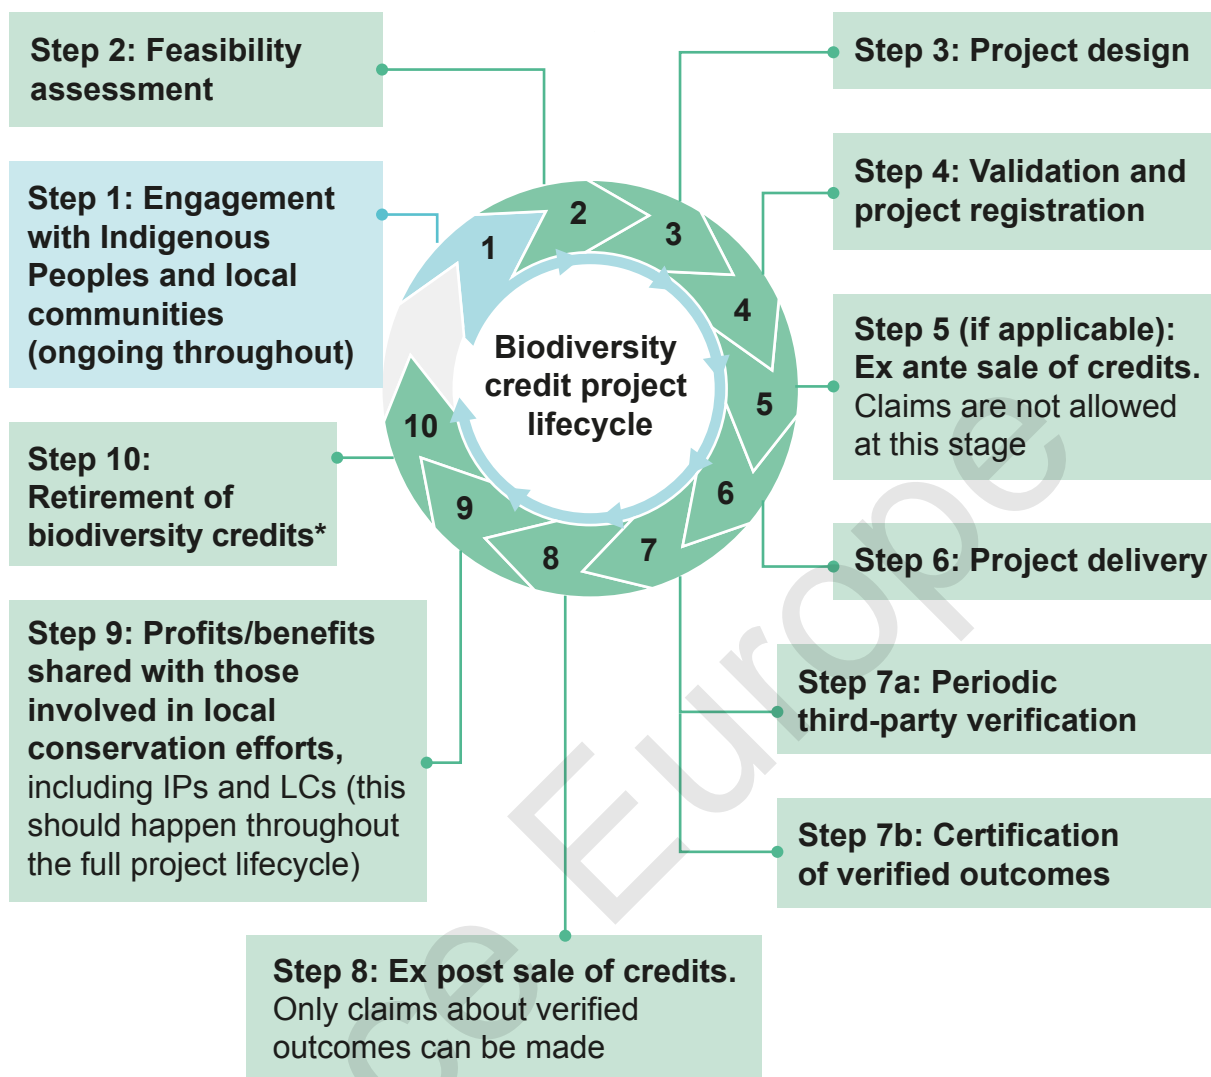 Step 2: Feasibility
assessment
Step 3: Project design
Step 1: Engagement
with Indigenous
Peoples and local
communities
(ongoing throughout)
Step 4: Validation and
project registration
Step 5 (if applicable):
Ex ante sale of credits.
Claims are not allowed
at this stage
1
2
3
4
5
6
7
8
9
10
Biodiversity
credit project
lifecycle
Step 10:
Retirement of
biodiversity credits*
Step 6: Project delivery
Step 9: Profits/benefits
shared with those
involved in local
conservation efforts,
including IPs and LCs (this
should happen throughout
the full project lifecycle)
Step 7a: Periodic
third-party verification
Step 7b: Certification
of verified outcomes
Step 8: Ex post sale of credits.
Only claims about verified
outcomes can be made
ce Europe